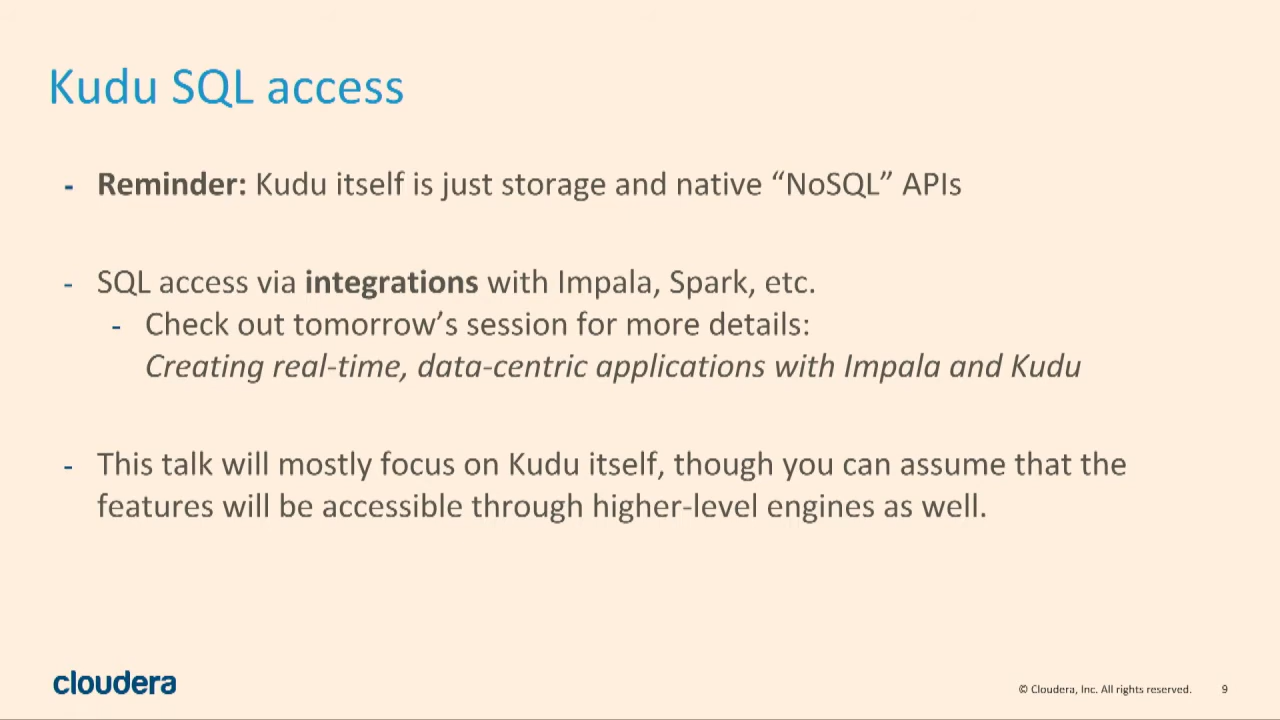 Kudu SQL access
- Reminder: Kudu itself is just storage and native “NoSQL” APIs
- SQL access via integrations with Impala, Spark, etc.
- Check out tomorrow’s session for more details:
Creating real-time, data-centric applications with Impala and Kudu
- This talk will mostly focus on Kudu itself, though you can assume that the
features will be accessible through higher-level engines as well.
cloudera
© Cloudera, Inc. All rights reserved. 9